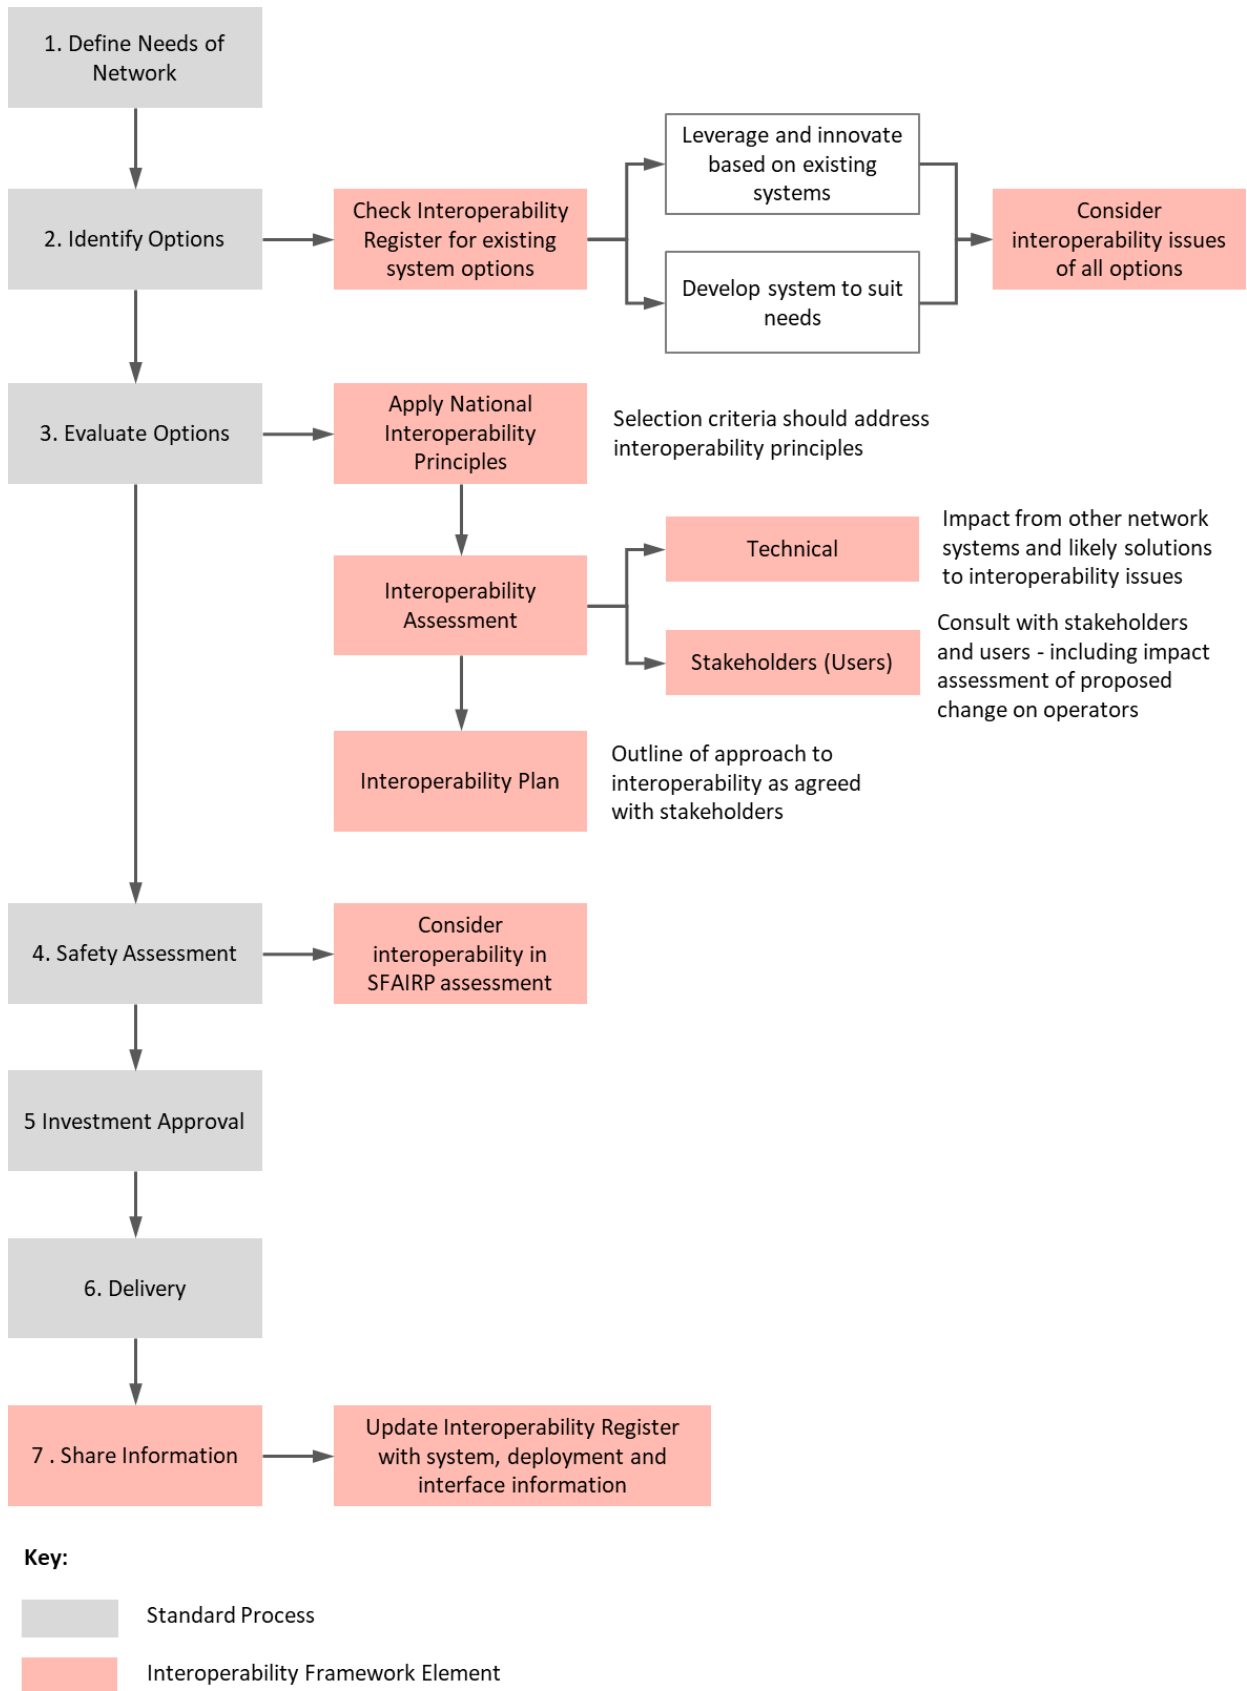 1. Define Needs of
Network
Leverage and innovate
based on existing
systems
2. Identify Options
Check Interoperability
Register for existing
system options
Consider
interoperability issues
of all options
Develop system to suit
needs
3. Evaluate Options
Apply National
Interoperability
Principles
Selection criteria should address
interoperability principles
Interoperability
Assessment
Technical
Impact from other network
systems and likely solutions
to interoperability issues
Stakeholders (Users)
Consult with stakeholders
and users - including impact
assessment of proposed
change on operators
Interoperability Plan
Outline of approach to
interoperability as agreed
with stakeholders
4. Safety Assessment
Consider
interoperability in
SFAIRP assessment
5 Investment Approval
6. Delivery
7 . Share Information
Update Interoperability Register
with system, deployment and
interface information
Key:
Standard Process
Interoperability Framework Element